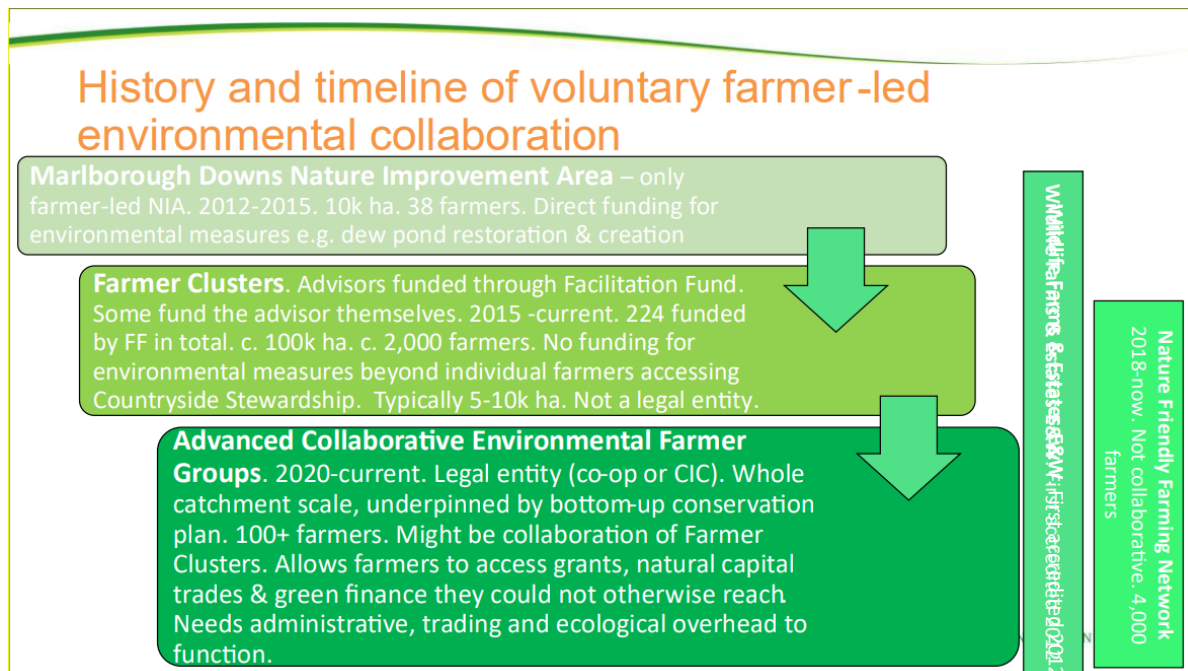 History and timeline of voluntary farmer-led
environmental collaboration
Marlborough Downs Nature Improvement Area – only
farmer-led NIA. 2012-2015. 10k ha. 38 farmers. Direct funding for
environmental measures e.g. dew pond restoration & creation
Farmer Clusters. Advisors funded through Facilitation Fund.
Some fund the advisor themselves. 2015 -current. 224 funded
by FF in total. c. 100k ha. c. 2,000 farmers. No funding for
environmental measures beyond individual farmers accessing
Countryside Stewardship. Typically 5-10k ha. Not a legal entity.
Advanced Collaborative Environmental Farmer
Groups. 2020-current. Legal entity (co-op or CIC). Whole
catchment scale, underpinned by bottom-up conservation
plan. 100+ farmers. Might be collaboration of Farmer
Clusters. Allows farmers to access grants, natural capital
trades & green finance they could not otherwise reach.
Needs administrative, trading and ecological overhead to
function.
Wildlife Farms & Estates First accredited 2012
Nature Friendly Farming Network
2018-now. Not collaborative. 4,000
farmers